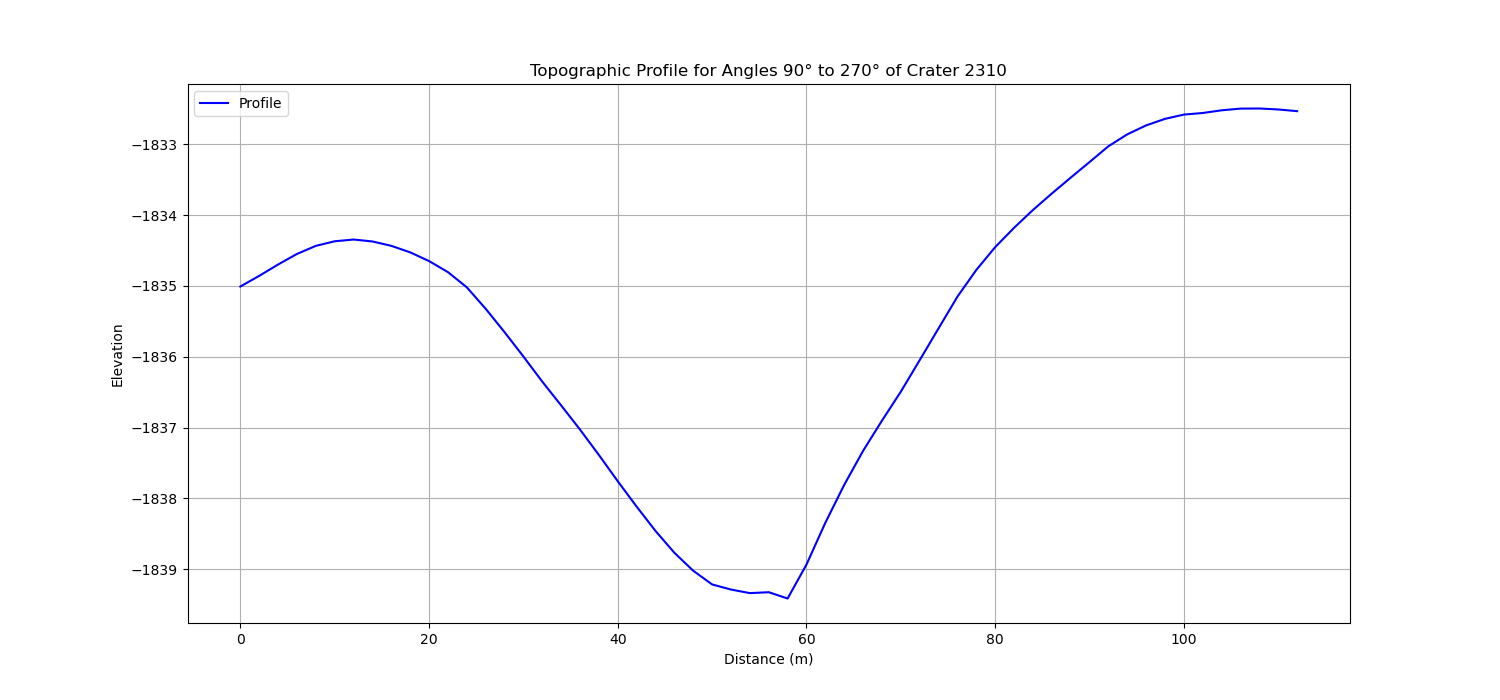 Topographic Profile for Angles 90° to 270° of Crater 2310
Profile
−1833
−1834
−1835
−1836
−1837
−1838
−1839
Elevation
0 20 40 60 80 100
Distance (m)